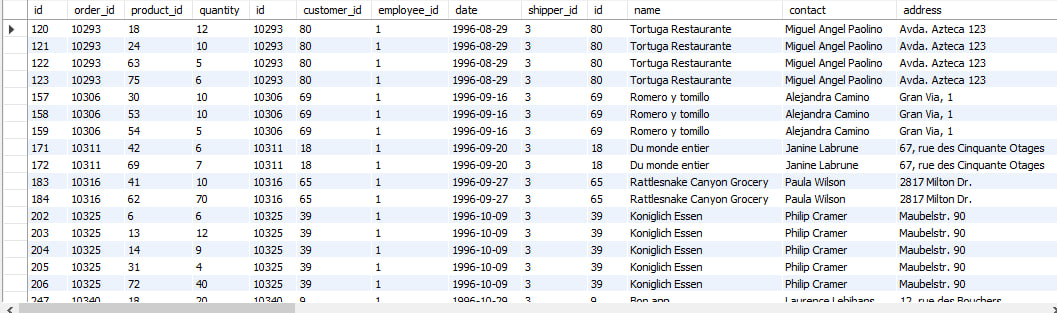 id order_id product_id quantity id customer_id employee_id date shipper_id id name contact address
120 10293 18 12 10293 80 1 1996-08-29 3 80 Tortuga Restaurante Miguel Angel Paolino Avda. Azteca 123
121 10293 24 10 10293 80 1 1996-08-29 3 80 Tortuga Restaurante Miguel Angel Paolino Avda. Azteca 123
122 10293 63 5 10293 80 1 1996-08-29 3 80 Tortuga Restaurante Miguel Angel Paolino Avda. Azteca 123
123 10293 75 6 10293 80 1 1996-08-29 3 80 Tortuga Restaurante Miguel Angel Paolino Avda. Azteca 123
157 10306 30 10 10306 69 1 1996-09-16 3 69 Romero y tomillo Alejandra Camino Gran Via, 1
158 10306 53 10 10306 69 1 1996-09-16 3 69 Romero y tomillo Alejandra Camino Gran Via, 1
159 10306 54 5 10306 69 1 1996-09-16 3 69 Romero y tomillo Alejandra Camino Gran Via, 1
171 10311 42 6 10311 18 1 1996-09-20 3 18 Du monde entier Janine Labrune 67, rue des Cinquante Otages
172 10311 69 7 10311 18 1 1996-09-20 3 18 Du monde entier Janine Labrune 67, rue des Cinquante Otages
183 10316 41 10 10316 65 1 1996-09-27 3 65 Rattlesnake Canyon Grocery Paula Wilson 2817 Milton Dr.
184 10316 62 70 10316 65 1 1996-09-27 3 65 Rattlesnake Canyon Grocery Paula Wilson 2817 Milton Dr.
202 10325 6 6 10325 39 1 1996-10-09 3 39 Koniglich Essen Philip Cramer Maubelstr. 90
203 10325 13 12 10325 39 1 1996-10-09 3 39 Koniglich Essen Philip Cramer Maubelstr. 90
204 10325 14 9 10325 39 1 1996-10-09 3 39 Koniglich Essen Philip Cramer Maubelstr. 90
205 10325 31 4 10325 39 1 1996-10-09 3 39 Koniglich Essen Philip Cramer Maubelstr. 90
206 10325 72 40 10325 39 1 1996-10-09 3 39 Koniglich Essen Philip Cramer Maubelstr. 90
247 10340 18 20 10340 9 1 1996-10-29 3 9 Bon app Laurence Lebihans 12, rue des Bouchers